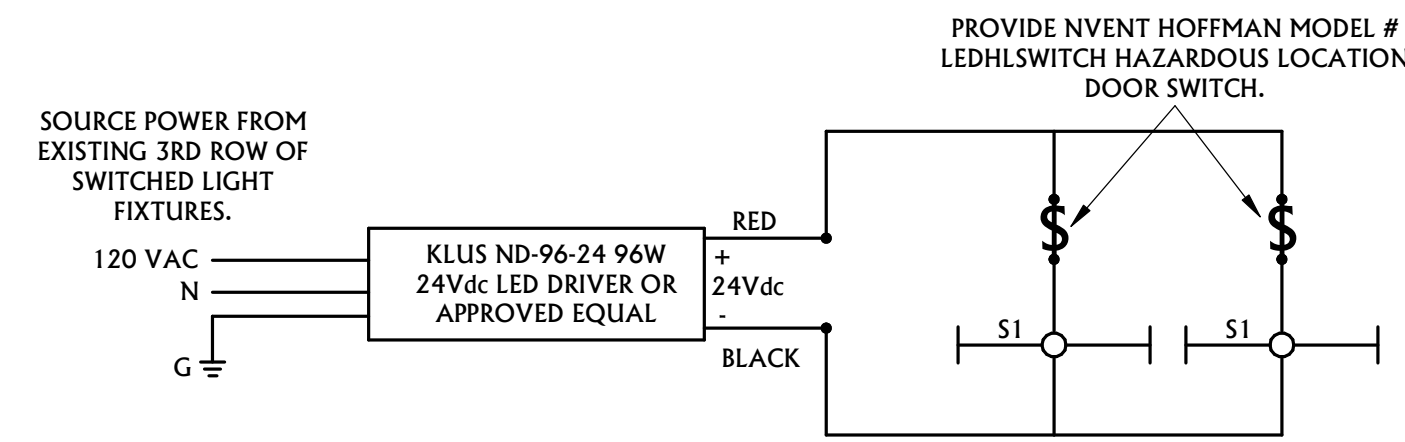 PROVIDE NVENT HOFFMAN MODEL #
LEDHLSWITCH HAZARDOUS LOCATION
DOOR SWITCH.
SOURCE POWER FROM
EXISTING 3RD ROW OF
SWITCHED LIGHT
FIXTURES.
120 VAC
N
G
KLUS ND-96-24 96W
24Vdc LED DRIVER OR
APPROVED EQUAL
RED
+
24Vdc
-
BLACK
$ $
S1 S1